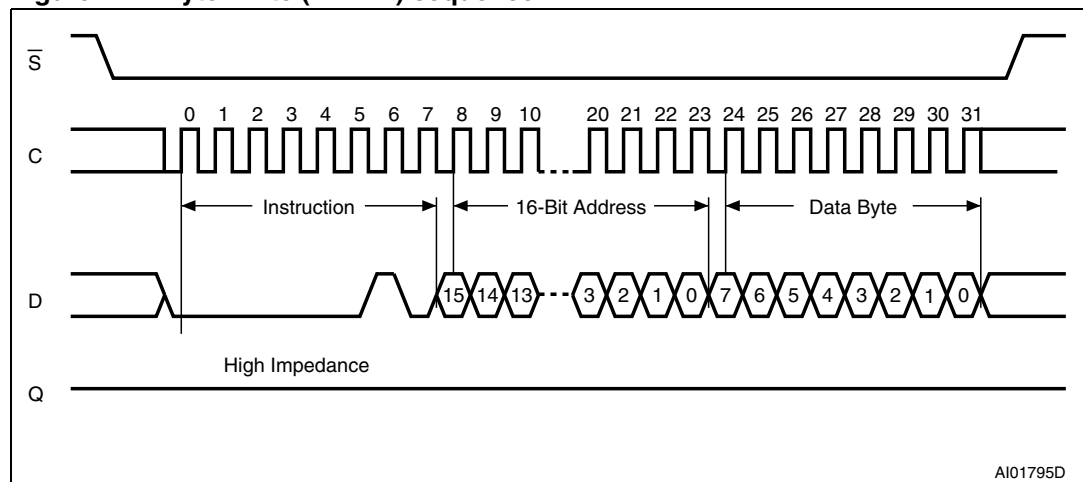 S
0 1 2 3 4 5 6 7 8 9 10 20 21 22 23 24 25 26 27 28 29 30 31
C
Instruction 16-Bit Address Data Byte
D
15 14 13 3 2 1 0 7 6 5 4 3 2 1 0
High Impedance
Q
AI01795D